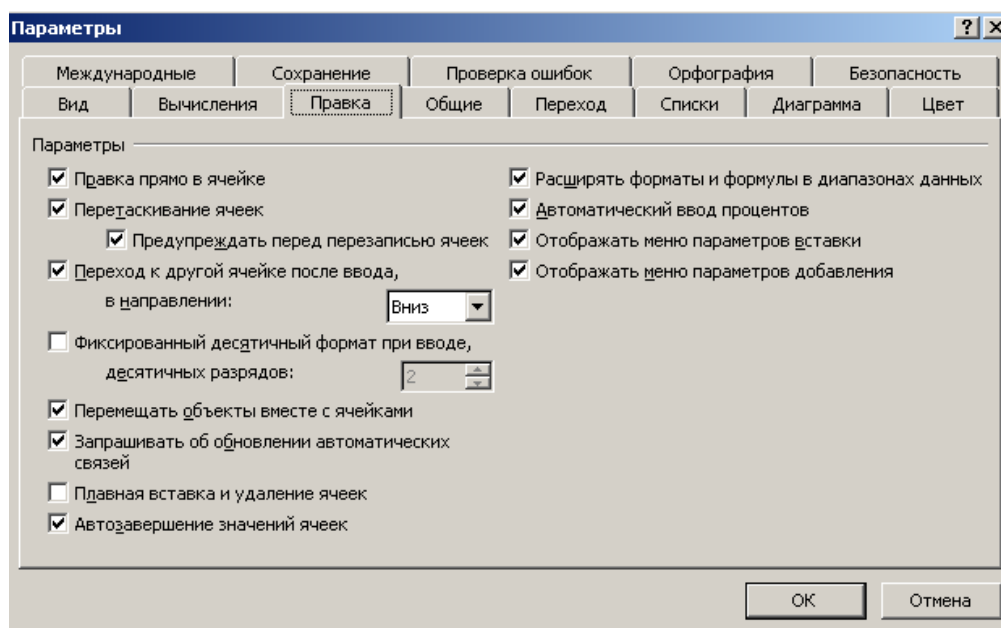 Параметры
Международные Сохранение Проверка ошибок Орфография Безопасность
Вид Вычисления Правка Общие Переход Списки Диаграмма Цвет
Параметры
Правка прямо в ячейке
Перетаскивание ячеек
Предупреждать перед перезаписью ячеек
Переход к другой ячейке после ввода,
в направлении: Вниз
Фиксированный десятичный формат при вводе,
десятичных разрядов: 2
Перемещать объекты вместе с ячейками
Запрашивать об обновлении автоматических
связей
Плавная вставка и удаление ячеек
Автозавершение значений ячеек
Расширять форматы и формулы в диапазонах данных
Автоматический ввод процентов
Отображать меню параметров вставки
Отображать меню параметров добавления
ОК Отмена